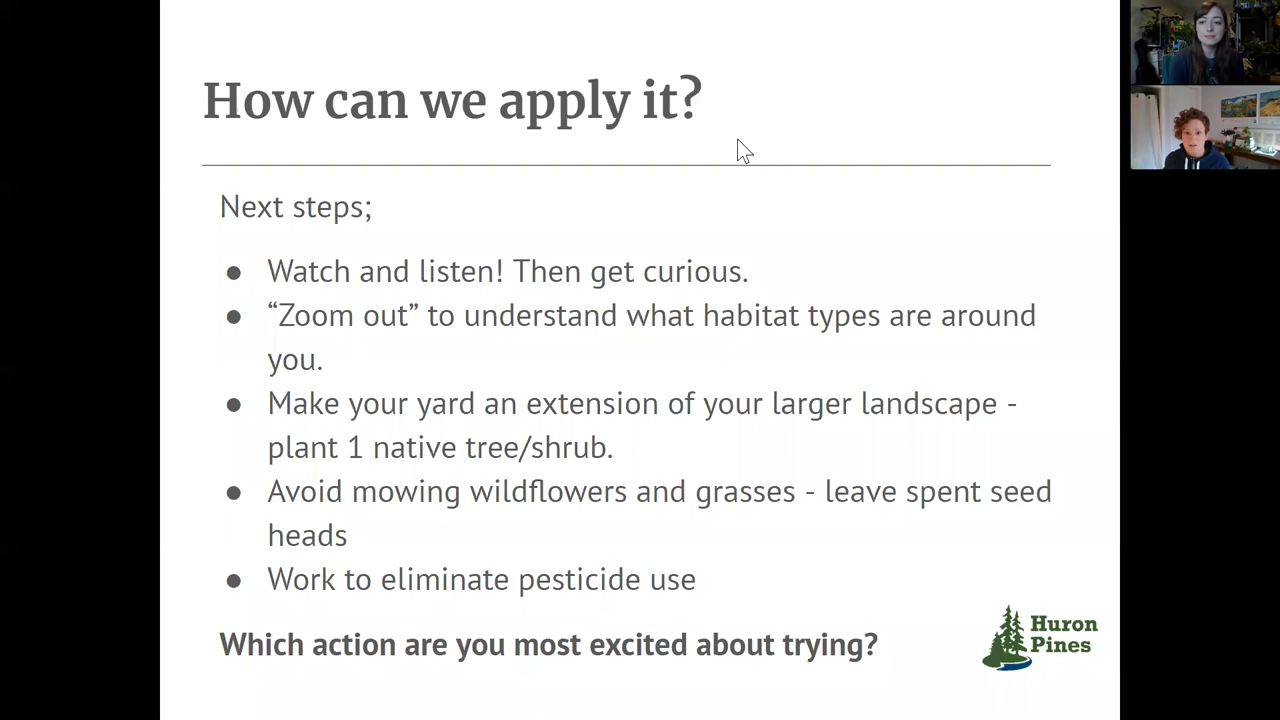 How can we apply it?
Next steps;
● Watch and listen! Then get curious.
● “Zoom out” to understand what habitat types are around
you.
● Make your yard an extension of your larger landscape -
plant 1 native tree/shrub.
● Avoid mowing wildflowers and grasses - leave spent seed
heads
● Work to eliminate pesticide use
Which action are you most excited about trying?
Huron
Pines